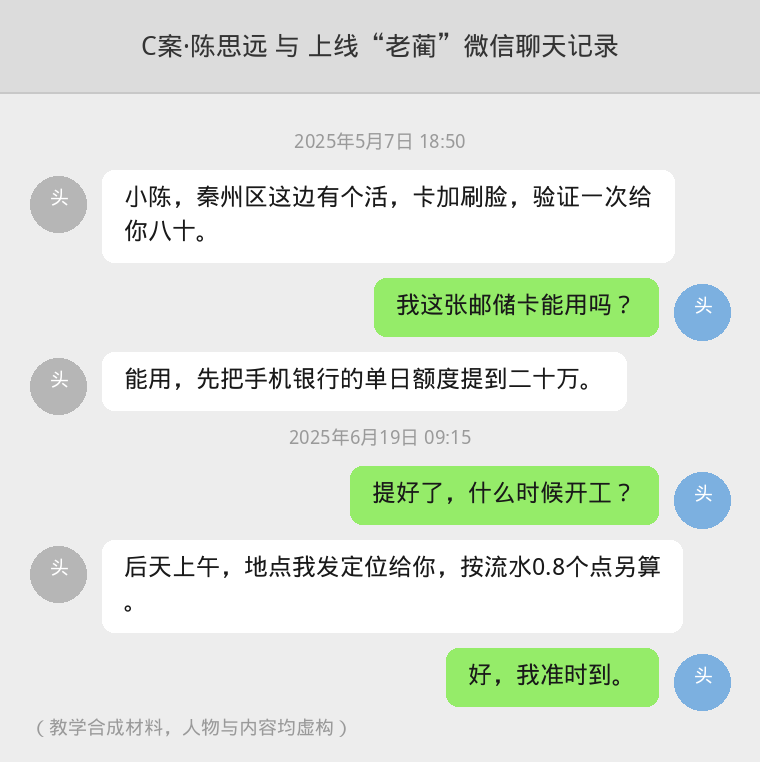 C案·陈思远 与 上线“老蔺”微信聊天记录
2025年5月7日 18:50
头
小陈，秦州区这边有个活，卡加刷脸，验证一次给
你八十。
我这张邮储卡能用吗？
头
头
能用，先把手机银行的单日额度提到二十万。
2025年6月19日 09:15
提好了，什么时候开工？
头
头
后天上午，地点我发定位给你，按流水0.8个点另算
。
好，我准时到。
头
（教学合成材料，人物与内容均虚构）